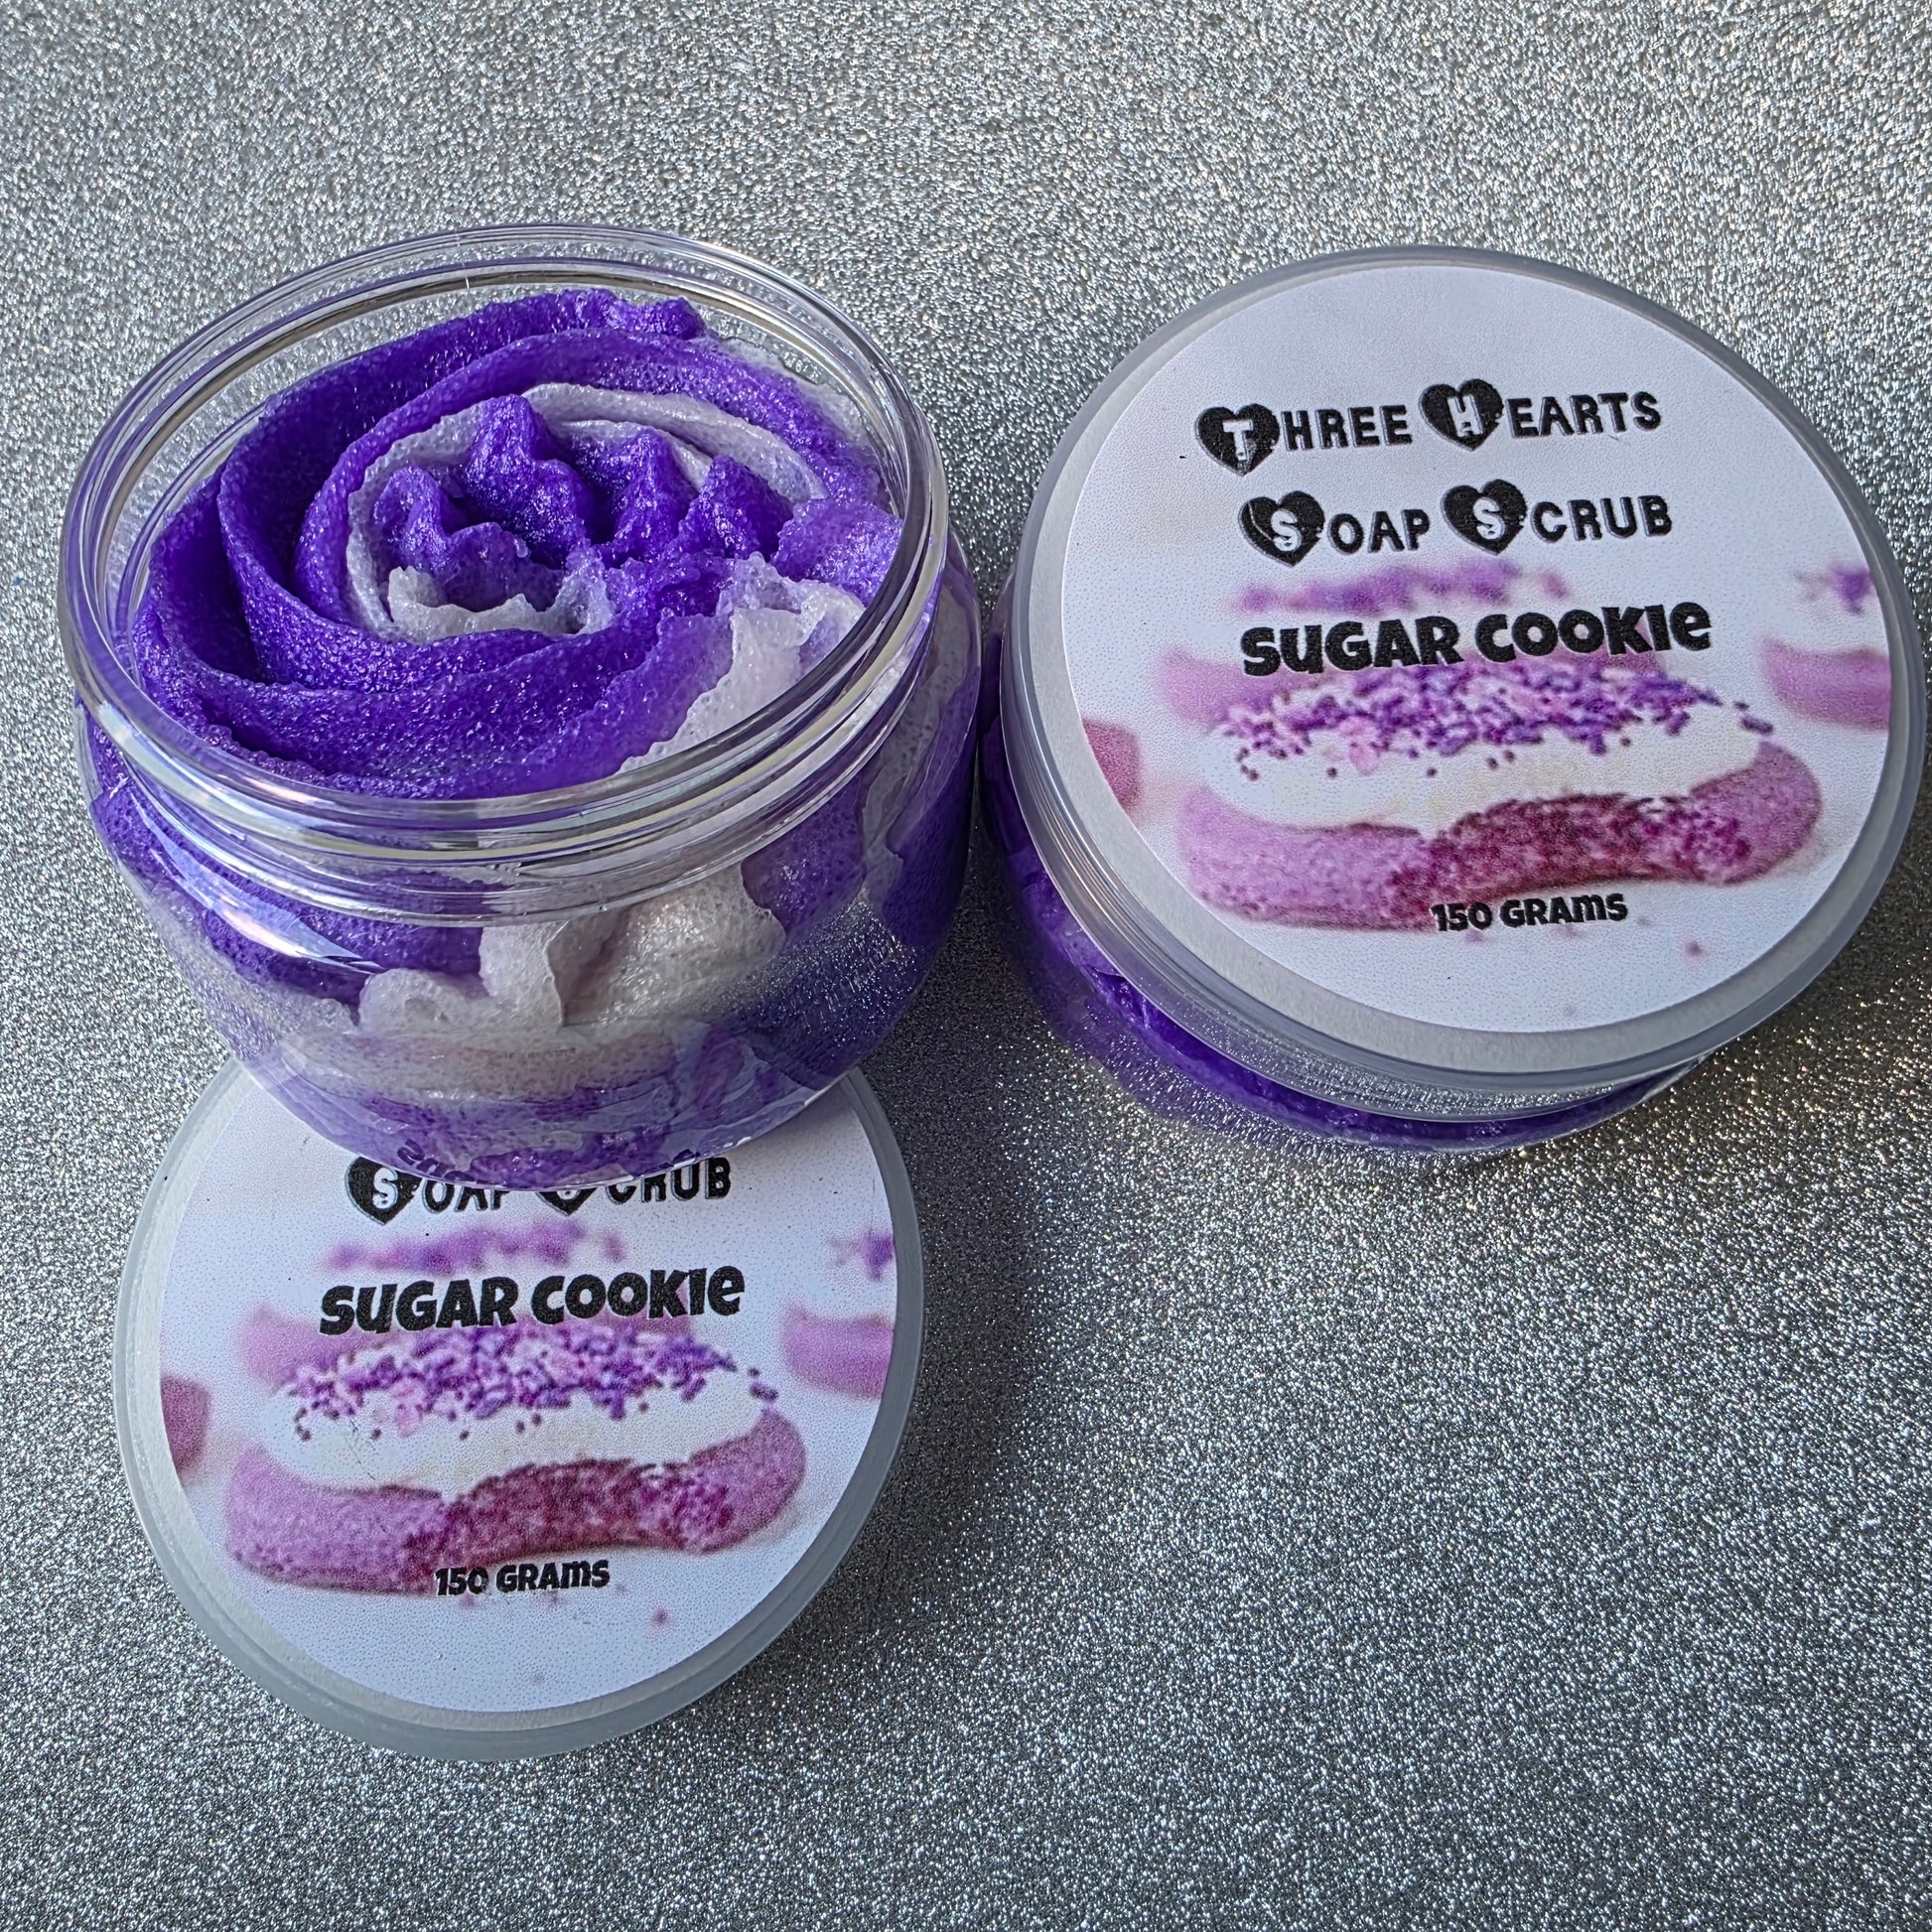 Three Hearts
Soap Scrub
Sugar Cookie
150 Grams
Soap Scrub
Sugar Cookie
150 Grams